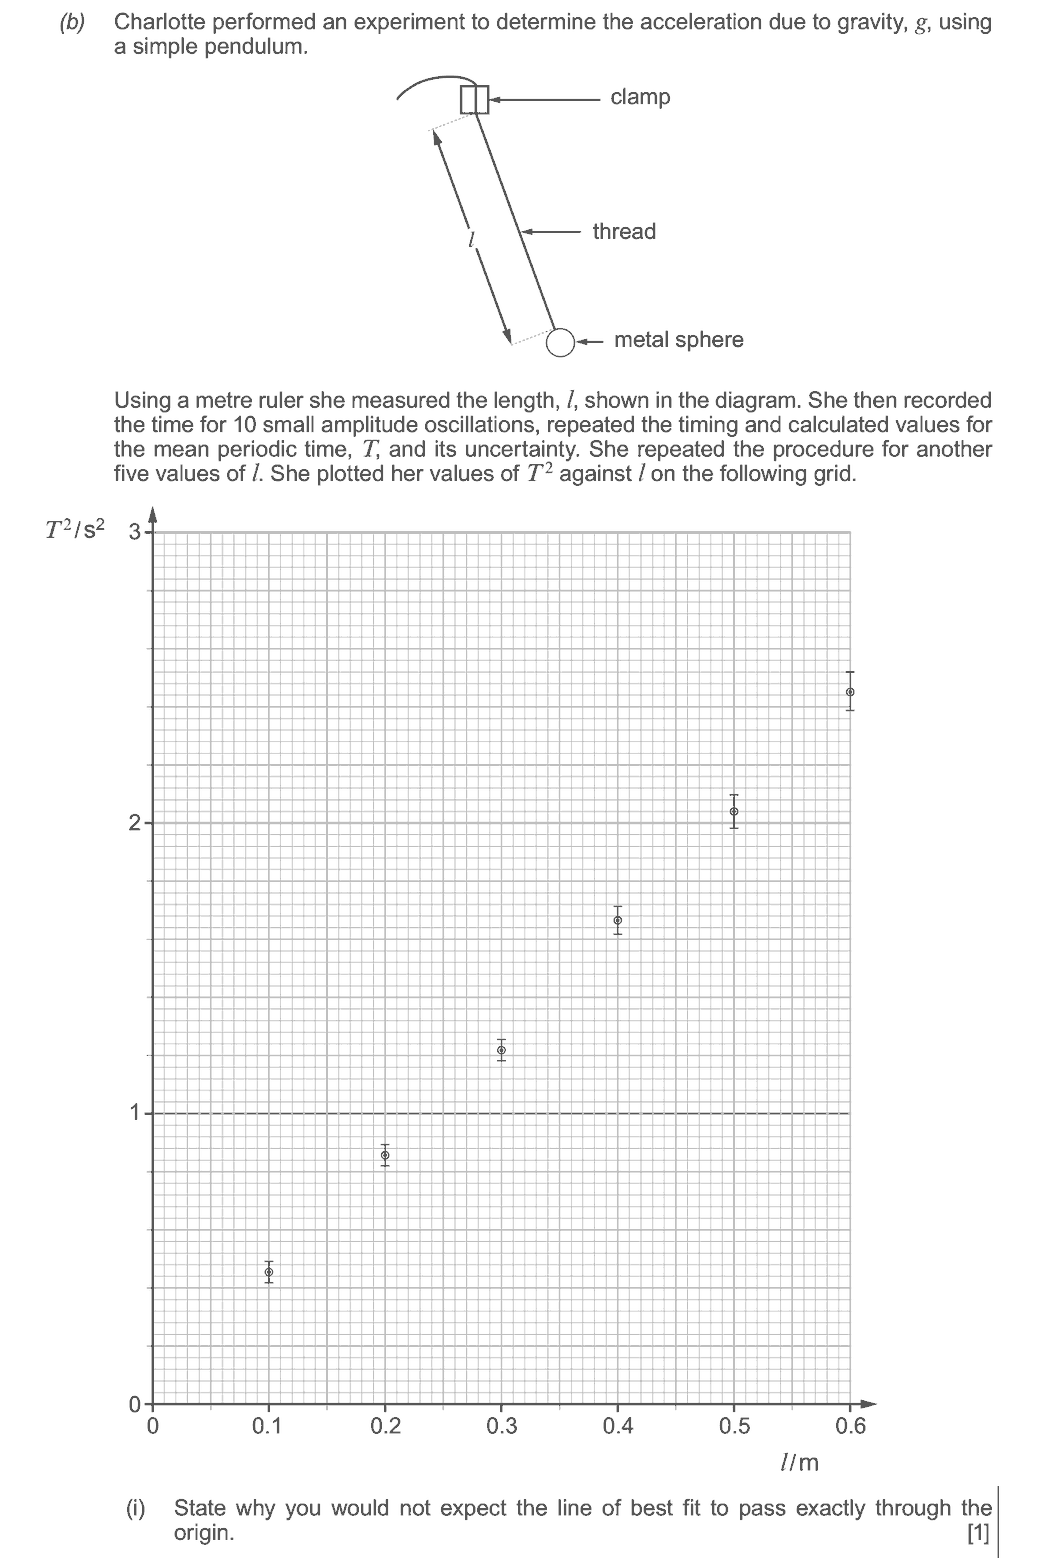 (b) Charlotte performed an experiment to determine the acceleration due to gravity, g, using
a simple pendulum.
clamp
thread
l
metal sphere
Using a metre ruler she measured the length, l, shown in the diagram. She then recorded
the time for 10 small amplitude oscillations, repeated the timing and calculated values for
the mean periodic time, T, and its uncertainty. She repeated the procedure for another
five values of l. She plotted her values of T² against l on the following grid.
T²/s² 3
2
1
0
0 0.1 0.2 0.3 0.4 0.5 0.6
l/m
(i) State why you would not expect the line of best fit to pass exactly through the
origin. [1]